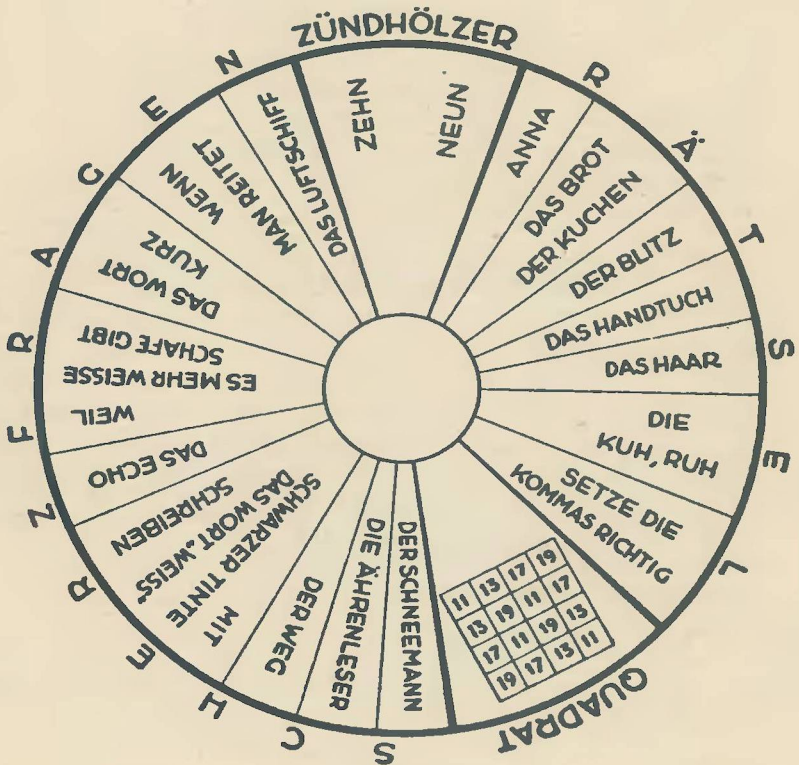 ZÜNDHÖLZER
ZEHN
NEUN
RÄTSEL
ANNA
DAS BROT
DER KUCHEN
DER BLITZ
DAS HANDTUCH
DAS HAAR
DIE
KUH, RUH
SETZE DIE
KOMMAS RICHTIG
QUADRAT
11 13 17 19
13 19 11 17
17 11 19 13
19 17 13 11
SCHERZFRAGEN
DER SCHNEEMANN
DIE ÄHRENLESER
DER WEG
MIT
SCHWARZER TINTE
DAS WORT „WEISS"
SCHREIBEN
DAS ECHO
WEIL
ES MEHR WEISSE
SCHAFE GIBT
DAS WORT
KURZ
WENN
MAN REITET
DAS LUFTSCHIFF